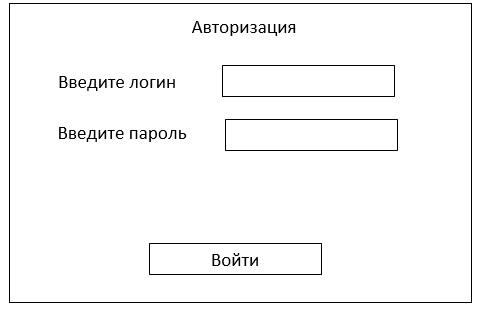 Авторизация
Введите логин
Введите пароль
Войти